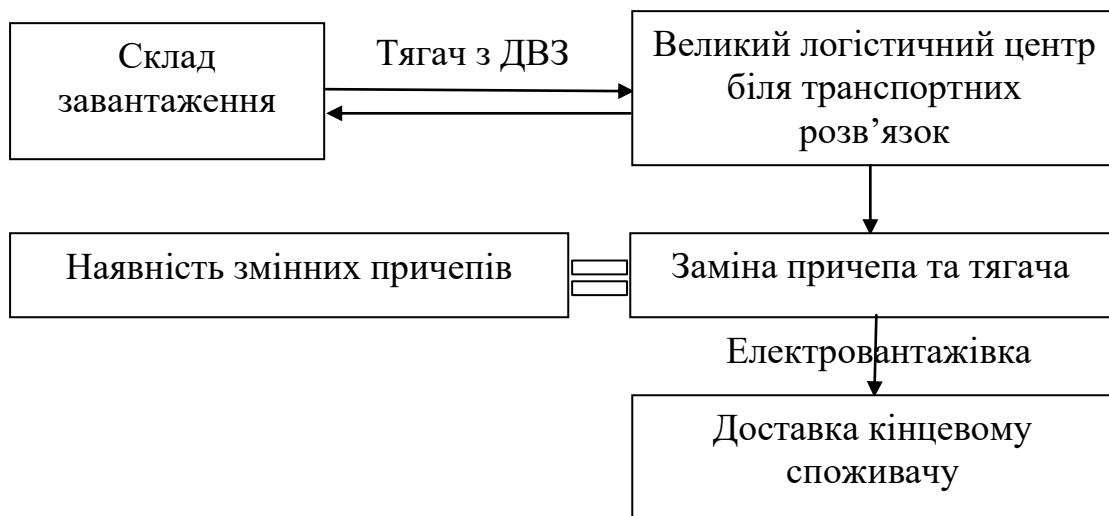 Склад
завантаження
Тягач з ДВЗ
Великий логістичний центр
біля транспортних
розв’язок
Наявність змінних причепів
Заміна причепа та тягача
Електровантажівка
Доставка кінцевому
споживачу